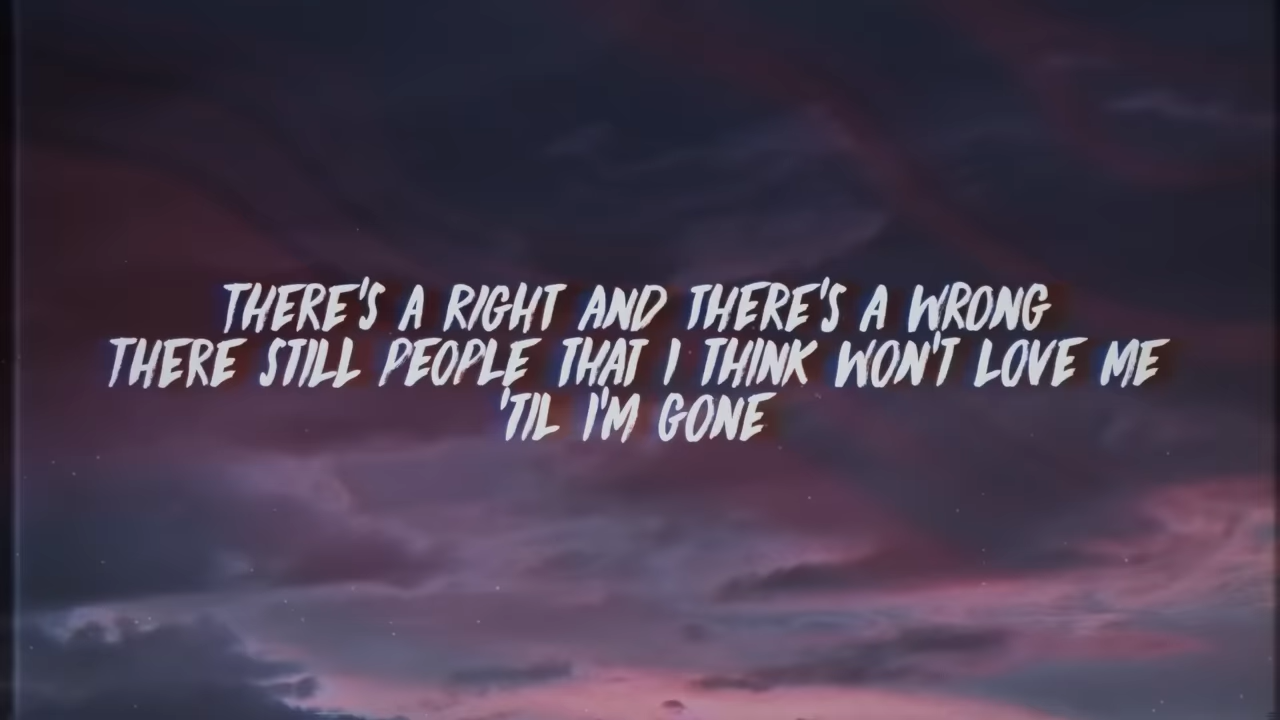 THERE'S A RIGHT AND THERE'S A WRONG
THERE STILL PEOPLE THAT I THINK WON'T LOVE ME
'TIL I'M GONE